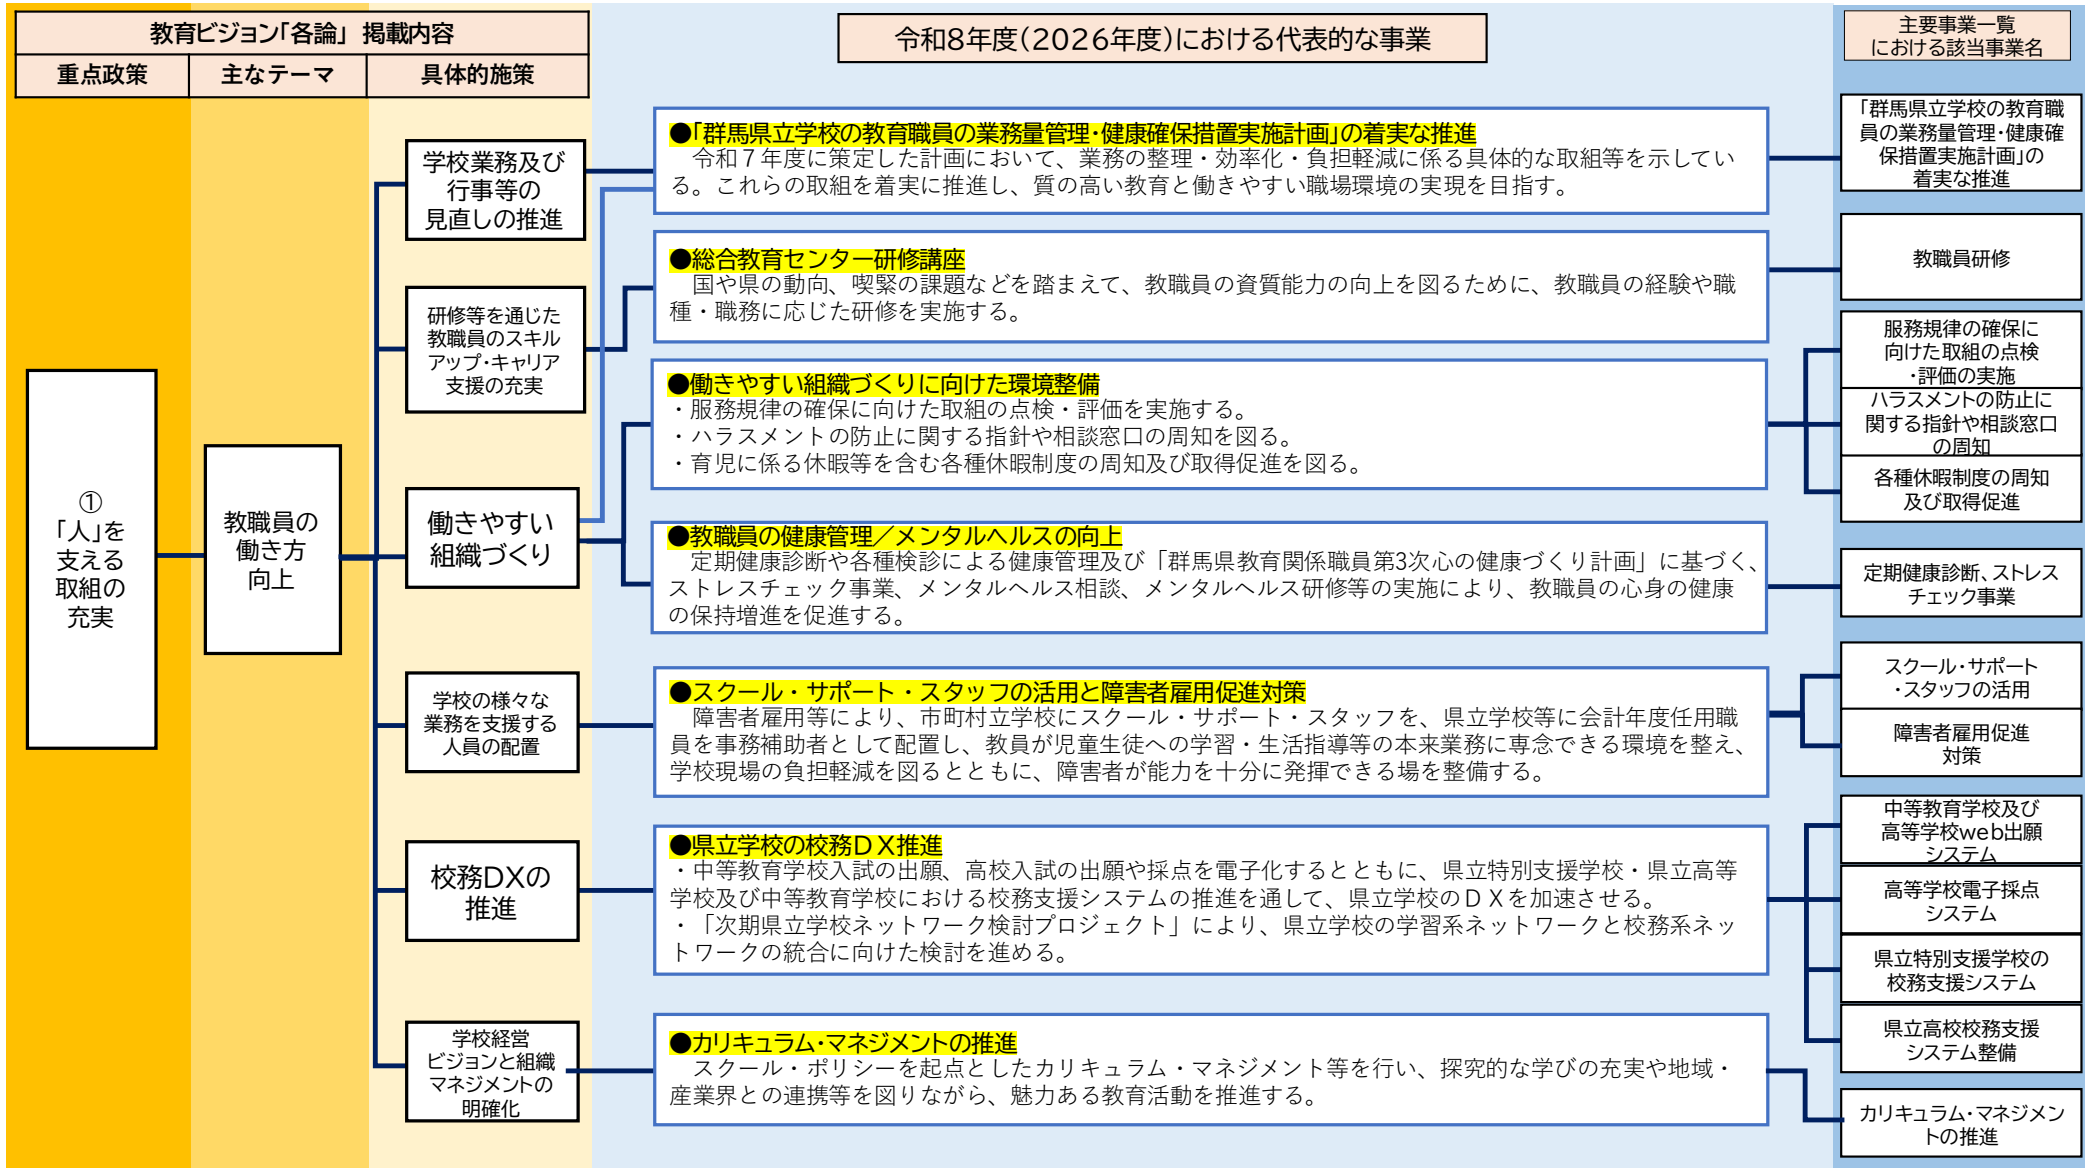 教育ビジョン「各論」 掲載内容
重点政策
主なテーマ
具体的施策
令和8年度(2026年度)における代表的な事業
主要事業一覧
における該当事業名
①
「人」を
支える
取組の
充実
教職員の
働き方
向上
学校業務及び
行事等の
見直しの推進
●「群馬県立学校の教育職員の業務量管理・健康確保措置実施計画」の着実な推進
令和７年度に策定した計画において、業務の整理・効率化・負担軽減に係る具体的な取組等を示してい
る。これらの取組を着実に推進し、質の高い教育と働きやすい職場環境の実現を目指す。
「群馬県立学校の教育職
員の業務量管理・健康確
保措置実施計画」の
着実な推進
研修等を通じた
教職員のスキル
アップ・キャリア
支援の充実
●総合教育センター研修講座
国や県の動向、喫緊の課題などを踏まえて、教職員の資質能力の向上を図るために、教職員の経験や職
種・職務に応じた研修を実施する。
教職員研修
働きやすい
組織づくり
●働きやすい組織づくりに向けた環境整備
・服務規律の確保に向けた取組の点検・評価を実施する。
・ハラスメントの防止に関する指針や相談窓口の周知を図る。
・育児に係る休暇等を含む各種休暇制度の周知及び取得促進を図る。
服務規律の確保に
向けた取組の点検
・評価の実施
ハラスメントの防止に
関する指針や相談窓口
の周知
各種休暇制度の周知
及び取得促進
●教職員の健康管理／メンタルヘルスの向上
定期健康診断や各種検診による健康管理及び「群馬県教育関係職員第3次心の健康づくり計画」に基づく、
ストレスチェック事業、メンタルヘルス相談、メンタルヘルス研修等の実施により、教職員の心身の健康
の保持増進を促進する。
定期健康診断、ストレス
チェック事業
学校の様々な
業務を支援する
人員の配置
●スクール・サポート・スタッフの活用と障害者雇用促進対策
障害者雇用等により、市町村立学校にスクール・サポート・スタッフを、県立学校等に会計年度任用職
員を事務補助者として配置し、教員が児童生徒への学習・生活指導等の本来業務に専念できる環境を整え、
学校現場の負担軽減を図るとともに、障害者が能力を十分に発揮できる場を整備する。
スクール・サポート
・スタッフの活用
障害者雇用促進
対策
校務DXの
推進
●県立学校の校務ＤＸ推進
・中等教育学校入試の出願、高校入試の出願や採点を電子化するとともに、県立特別支援学校・県立高等
学校及び中等教育学校における校務支援システムの推進を通して、県立学校のＤＸを加速させる。
・「次期県立学校ネットワーク検討プロジェクト」により、県立学校の学習系ネットワークと校務系ネッ
トワークの統合に向けた検討を進める。
中等教育学校及び
高等学校web出願
システム
高等学校電子採点
システム
県立特別支援学校の
校務支援システム
県立高校校務支援
システム整備
学校経営
ビジョンと組織
マネジメントの
明確化
●カリキュラム・マネジメントの推進
スクール・ポリシーを起点としたカリキュラム・マネジメント等を行い、探究的な学びの充実や地域・
産業界との連携等を図りながら、魅力ある教育活動を推進する。
カリキュラム・マネジメン
トの推進